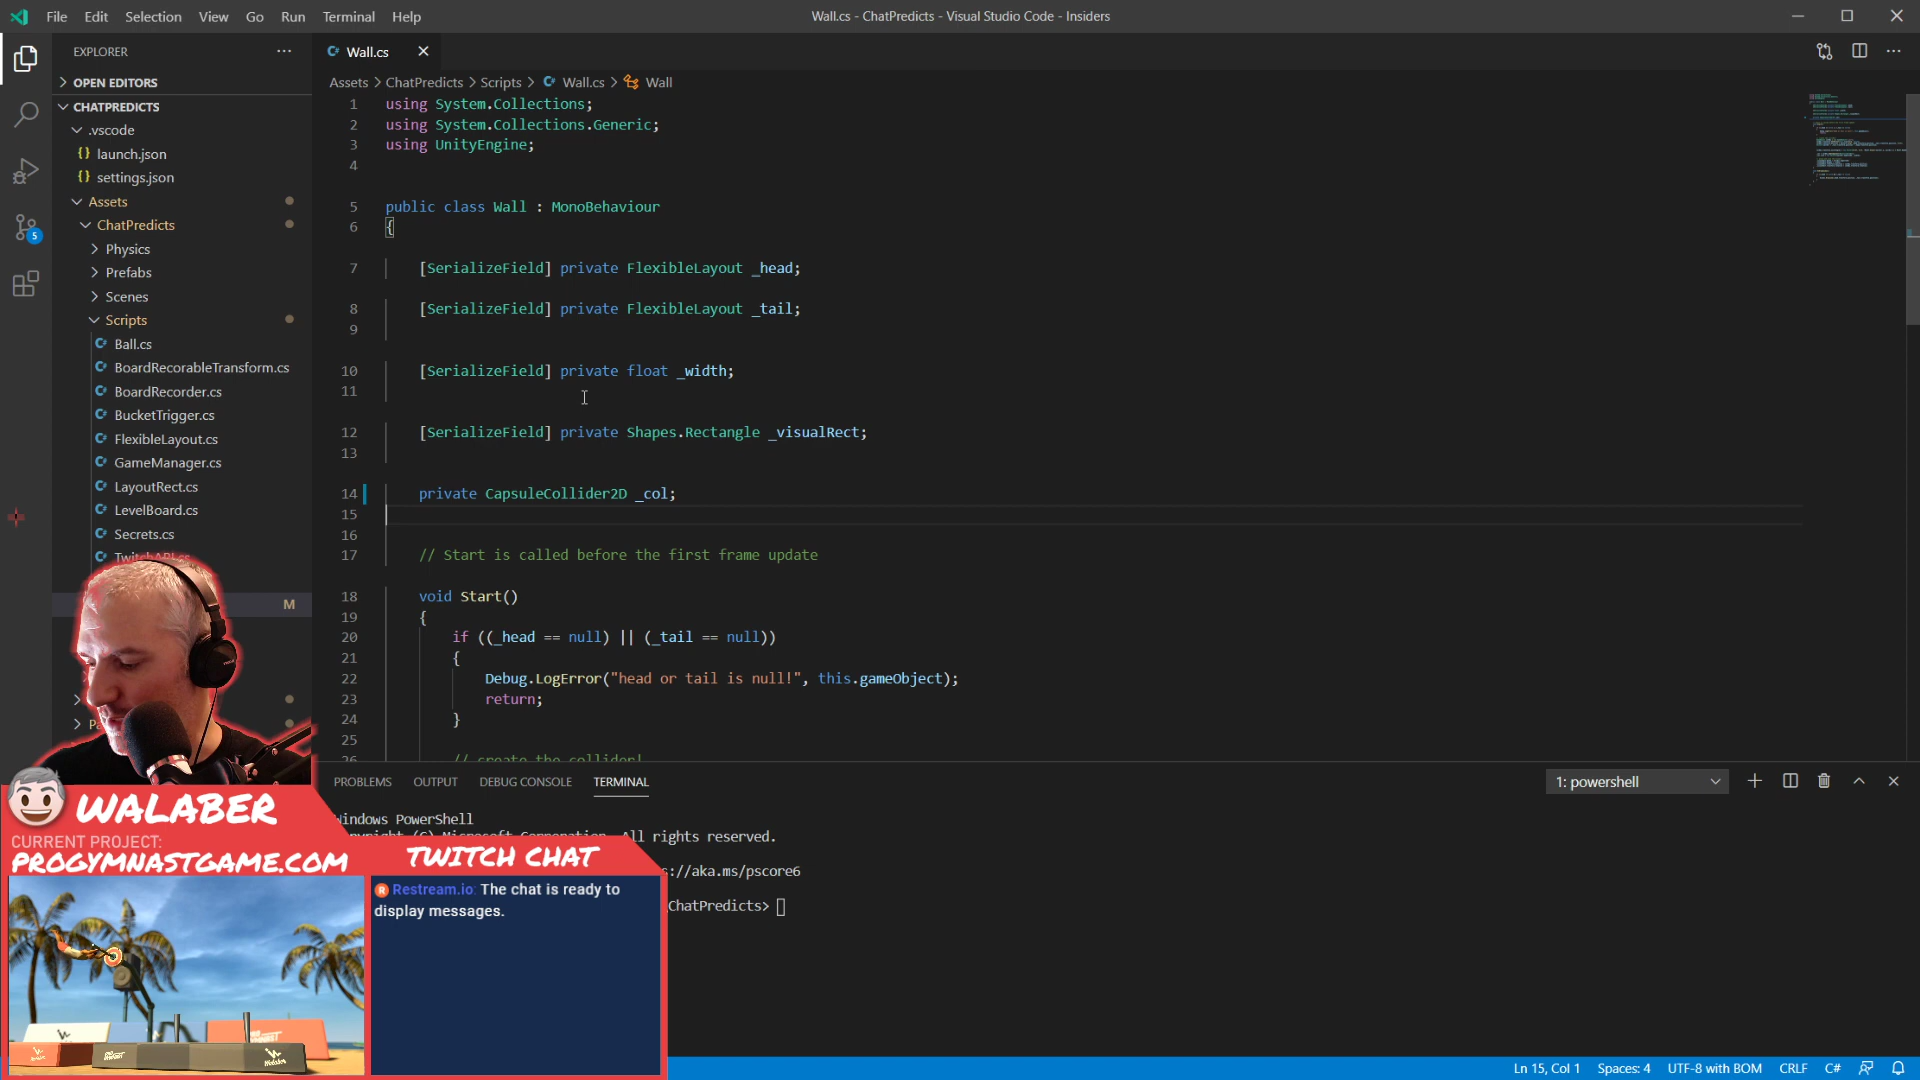 File Edit Selection View Go Run Terminal Help
Wall.cs - ChatPredicts - Visual Studio Code - Insiders
EXPLORER
OPEN EDITORS
CHATPREDICTS
.vscode
{} launch.json
{} settings.json
Assets
ChatPredicts
Physics
Prefabs
Scenes
Scripts
Ball.cs
BoardRecorableTransform.cs
BoardRecorder.cs
BucketTrigger.cs
FlexibleLayout.cs
GameManager.cs
LayoutRect.cs
LevelBoard.cs
Secrets.cs
M
5
Wall.cs
Assets > ChatPredicts > Scripts > Wall.cs > Wall
1 using System.Collections;
2 using System.Collections.Generic;
3 using UnityEngine;
4
5 public class Wall : MonoBehaviour
6 {
7 [SerializeField] private FlexibleLayout _head;
8 [SerializeField] private FlexibleLayout _tail;
9
10 [SerializeField] private float _width;
11
12 [SerializeField] private Shapes.Rectangle _visualRect;
13
14 private CapsuleCollider2D _col;
15
16
17 // Start is called before the first frame update
18 void Start()
19 {
20 if ((_head == null) || (_tail == null))
21 {
22 Debug.LogError("head or tail is null!", this.gameObject);
23 return;
24 }
25
26 // create the collider!
PROBLEMS OUTPUT DEBUG CONSOLE TERMINAL
1: powershell
Windows PowerShell
All rights reserved.
://aka.ms/pscore6
ChatPredicts>
WALABER
CURRENT PROJECT:
PROGYMNASTGAME.COM
TWITCH CHAT
Restream.io: The chat is ready to
display messages.
Ln 15, Col 1 Spaces: 4 UTF-8 with BOM CRLF C#